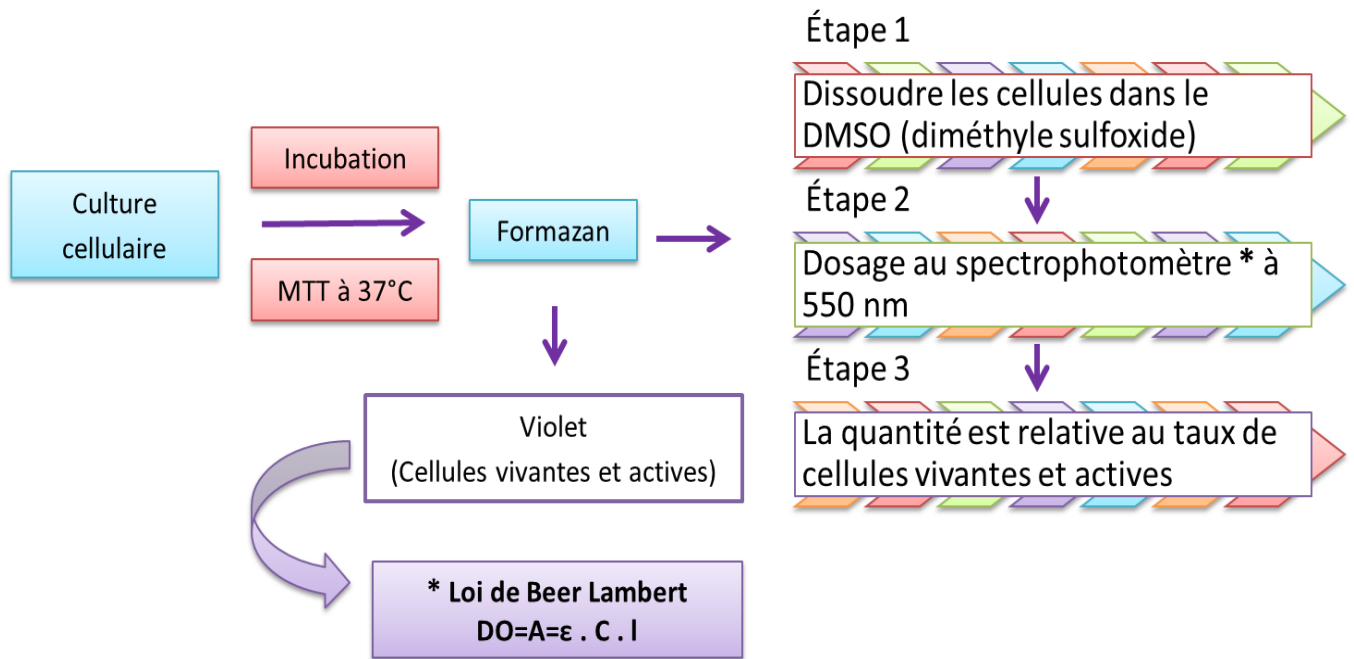 Culture
cellulaire
Incubation
MTT à 37°C
Formazan
Violet
(Cellules vivantes et actives)
* Loi de Beer Lambert
DO=A=ε . C . l
Étape 1
Dissoudre les cellules dans le
DMSO (diméthyle sulfoxide)
Étape 2
Dosage au spectrophotomètre * à
550 nm
Étape 3
La quantité est relative au taux de
cellules vivantes et actives